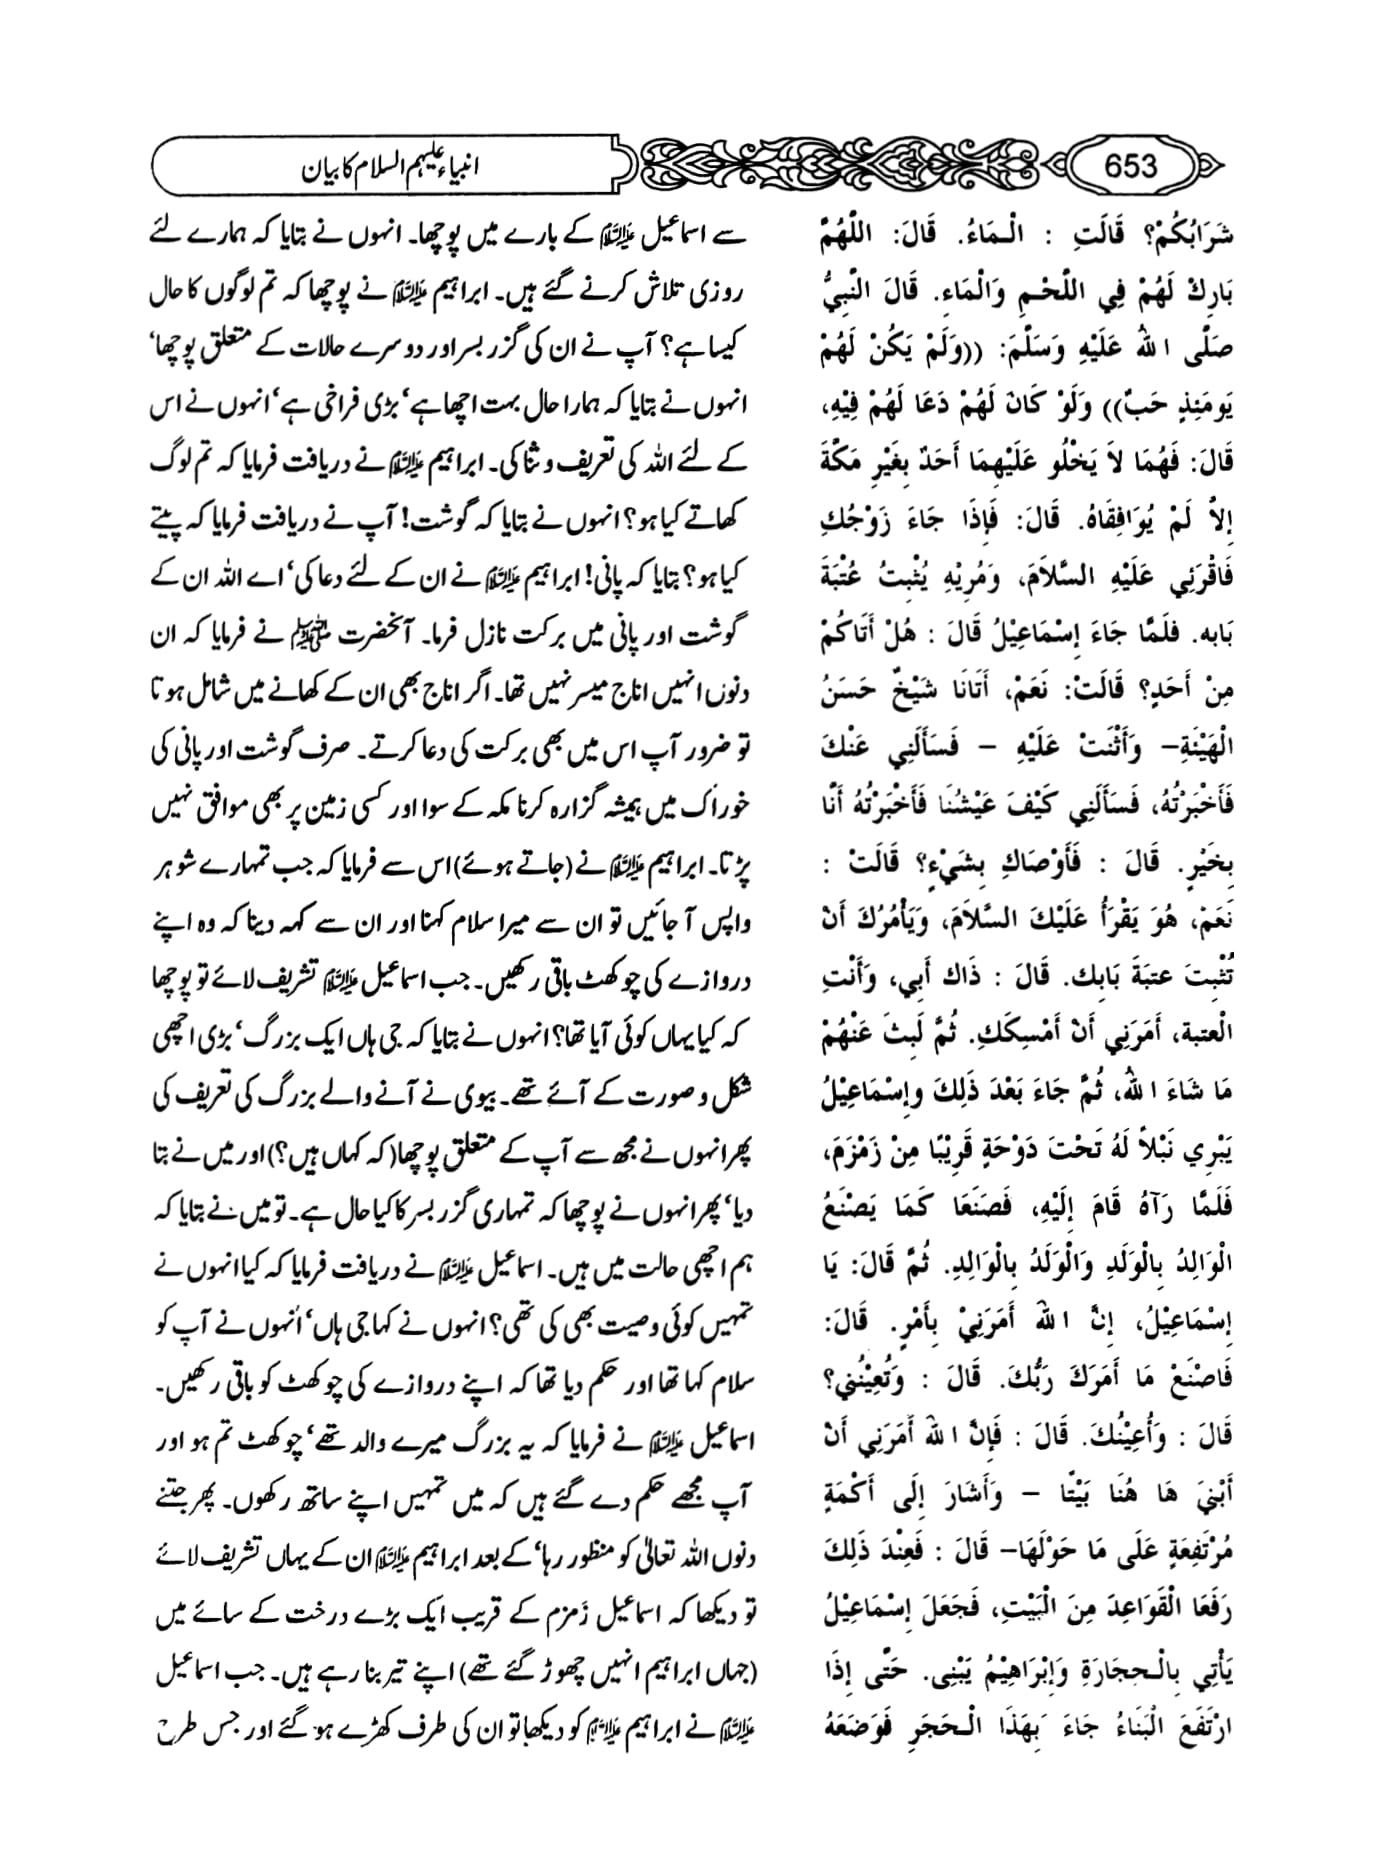 653
انبیاء علیہم السلام کا بیان
شَرَابُكُمْ؟ قَالَتِ : الْـمَاءُ. قَالَ: اللَّهُمَّ
بَارِكْ لَهُمْ فِي اللَّحْمِ وَالْمَاءِ. قَالَ النَّبِيُّ
صَلَّى اللهُ عَلَيْهِ وَسَلَّمَ: ((وَلَمْ يَكُنْ لَهُمْ
يَومَئِذٍ حَبٌّ)) وَلَوْ كَانَ لَهُمْ دَعَا لَهُمْ فِيْهِ،
قَالَ: فَهُمَا لاَ يَخْلُو عَلَيْهِمَا أَحَدٌ بِغَيْرِ مَكَّةَ
إِلاَّ لَمْ يُوَافِقَاهُ. قَالَ: فَإِذَا جَاءَ زَوْجُكِ
فَاقْرَئِي عَلَيْهِ السَّلاَمَ، وَمُرِيْهِ يُثْبِتُ عُتْبَةَ
بَابِه. فَلَمَّا جَاءَ إِسْمَاعِيْلُ قَالَ : هَلْ أَتَاكُمْ
مِنْ أَحَدٍ؟ قَالَتْ: نَعَمْ، أَتَانَا شَيْخٌ حَسَنُ
الْهَيْئَةِ– وَأَثْنَتْ عَلَيْهِ – فَسَأَلَنِي عَنْكَ
فَأَخْبَرْتُهُ، فَسَأَلَنِي كَيْفَ عَيْشُنَا فَأَخْبَرْتُهُ أَنَّا
بِخَيْرٍ. قَالَ : فَأَوْصَاكِ بِشَيْءٍ؟ قَالَتْ :
نَعَمْ، هُوَ يَقْرَأُ عَلَيْكَ السَّلاَمَ، وَيَأْمُرُكَ أَنْ
تُثْبِتَ عتبَةَ بَابِك. قَالَ : ذَاك أَبِي، وَأَنْتِ
الْعتبة، أَمَرَنِي أَنْ أَمْسِكَكِ. ثُمَّ لَبِثَ عَنْهُمْ
مَا شَاءَ اللهُ، ثُمَّ جَاءَ بَعْدَ ذَلِكَ وإِسْمَاعِيْلُ
يَبْرِي نَبْلاً لَهُ تَحْتَ دَوْحَةٍ قَرِيْبًا مِنْ زَمْزَمَ،
فَلَمَّا رَآهُ قَامَ إِلَيْهِ، فَصَنَعَا كَمَا يَصْنَعُ
الْوَالِدُ بِالْوَلَدِ وَالْوَلَدُ بِالْوَالِدِ. ثُمَّ قَالَ: يَا
إِسْمَاعِيْلُ، إِنَّ اللهَ أَمَرَنِيْ بِأَمْرٍ. قَالَ:
فَاصْنَعْ مَا أَمَرَكَ رَبُّكَ. قَالَ : وَتُعِيْنُنِي؟
قَالَ : وَأُعِيْنُكَ. قَالَ : فَإِنَّ اللهَ أَمَرَنِي أَنْ
أَبْنِيَ هَا هُنَا بَيْتًا – وَأَشَارَ إِلَى أَكْمَةٍ
مُرْتَفِعَةٍ عَلَى مَا حَوْلَهَا– قَالَ : فَعِنْدَ ذَلِكَ
رَفَعَا الْقَوَاعِدَ مِنَ الْبَيْتِ، فَجَعَلَ إِسْمَاعِيْلُ
يَأْتِي بِالْـحِجَارَةِ وَإِبْرَاهِيْمُ يَبْنِى. حَتَّى إِذَا
ارْتَفَعَ الْبَنَاءُ جَاءَ بِهَذَا الْـحَجَرِ فَوَضَعَهُ
سے اسماعیل علیہ السلام کے بارے میں پوچھا۔ انہوں نے بتایا کہ ہمارے لئے
روزی تلاش کرنے گئے ہیں۔ ابراہیم علیہ السلام نے پوچھا کہ تم لوگوں کا حال
کیسا ہے؟ آپ نے ان کی گزر بسر اور دوسرے حالات کے متعلق پوچھا‘
انہوں نے بتایا کہ ہمارا حال بہت اچھا ہے‘ بڑی فراخی ہے‘ انہوں نے اس
کے لئے اللہ کی تعریف و ثنا کی۔ ابراہیم علیہ السلام نے دریافت فرمایا کہ تم لوگ
کھاتے کیا ہو؟ انہوں نے بتایا کہ گوشت! آپ نے دریافت فرمایا کہ پیتے
کیا ہو؟ بتایا کہ پانی! ابراہیم علیہ السلام نے ان کے لئے دعا کی‘ اے اللہ ان کے
گوشت اور پانی میں برکت نازل فرما۔ آنحضرت ﷺ نے فرمایا کہ ان
دنوں انہیں اناج میسر نہیں تھا۔ اگر اناج بھی ان کے کھانے میں شامل ہوتا
تو ضرور آپ اس میں بھی برکت کی دعا کرتے۔ صرف گوشت اور پانی کی
خوراک میں ہمیشہ گزارہ کرنا مکہ کے سوا اور کسی زمین پر بھی موافق نہیں
پڑتا۔ ابراہیم علیہ السلام نے (جاتے ہوئے) اس سے فرمایا کہ جب تمہارے شوہر
واپس آ جائیں تو ان سے میرا سلام کہنا اور ان سے کہہ دینا کہ وہ اپنے
دروازے کی چوکھٹ باقی رکھیں۔ جب اسماعیل علیہ السلام تشریف لائے تو پوچھا
کہ کیا یہاں کوئی آیا تھا؟ انہوں نے بتایا کہ جی ہاں ایک بزرگ‘ بڑی اچھی
شکل و صورت کے آئے تھے۔ بیوی نے آنے والے بزرگ کی تعریف کی
پھر انہوں نے مجھ سے آپ کے متعلق پوچھا (کہ کہاں ہیں؟) اور میں نے بتا
دیا‘ پھر انہوں نے پوچھا کہ تمہاری گزر بسر کا کیا حال ہے۔ تو میں نے بتایا کہ
ہم اچھی حالت میں ہیں۔ اسماعیل علیہ السلام نے دریافت فرمایا کہ کیا انہوں نے
تمہیں کوئی وصیت بھی کی تھی؟ انہوں نے کہا جی ہاں‘ انہوں نے آپ کو
سلام کہا تھا اور حکم دیا تھا کہ اپنے دروازے کی چوکھٹ کو باقی رکھیں۔
اسماعیل علیہ السلام نے فرمایا کہ یہ بزرگ میرے والد تھے‘ چوکھٹ تم ہو اور
آپ مجھے حکم دے گئے ہیں کہ میں تمہیں اپنے ساتھ رکھوں۔ پھر جتنے
دنوں اللہ تعالیٰ کو منظور رہا‘ کے بعد ابراہیم علیہ السلام ان کے یہاں تشریف لائے
تو دیکھا کہ اسماعیل زمزم کے قریب ایک بڑے درخت کے سائے میں
(جہاں ابراہیم انہیں چھوڑ گئے تھے) اپنے تیر بنا رہے ہیں۔ جب اسماعیل
علیہ السلام نے ابراہیم علیہ السلام کو دیکھا تو ان کی طرف کھڑے ہو گئے اور جس طرح